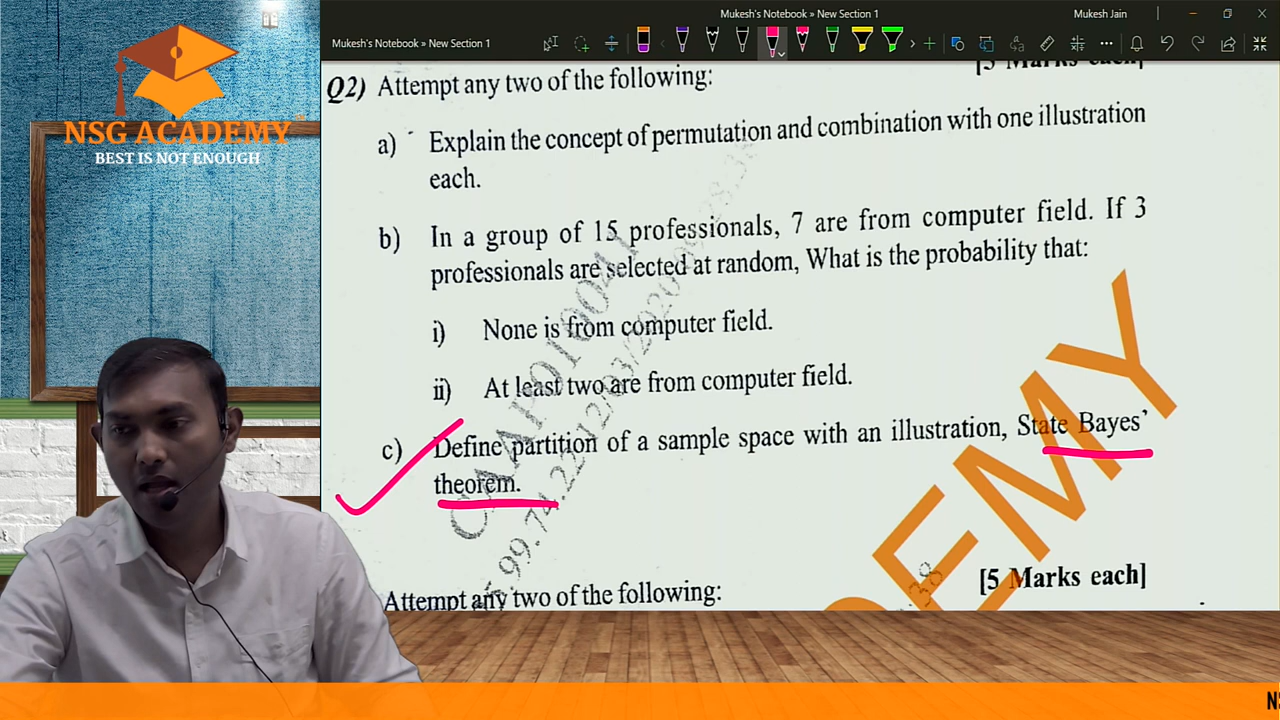 Mukesh's Notebook » New Section 1
Mukesh Jain
Mukesh's Notebook » New Section 1
NSG ACADEMY
BEST IS NOT ENOUGH
[5 Marks each]
Q2) Attempt any two of the following:
a) Explain the concept of permutation and combination with one illustration
each.
b) In a group of 15 professionals, 7 are from computer field. If 3
professionals are selected at random, What is the probability that:
i) None is from computer field.
ii) At least two are from computer field.
c) Define partition of a sample space with an illustration, State Bayes'
theorem.
[5 Marks each]
Attempt any two of the following: